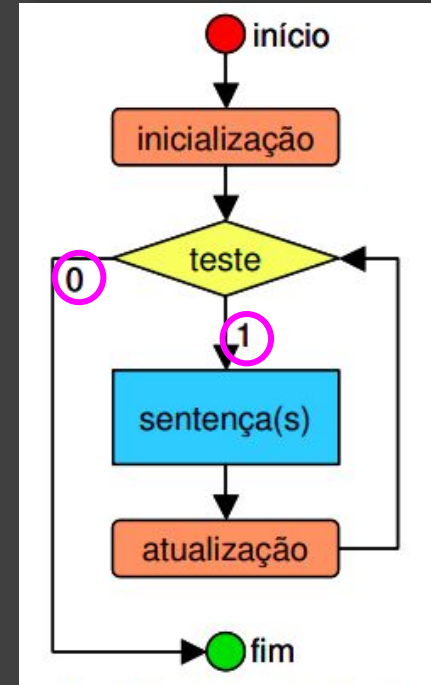 início
inicialização
teste
0
1
sentença(s)
atualização
fim